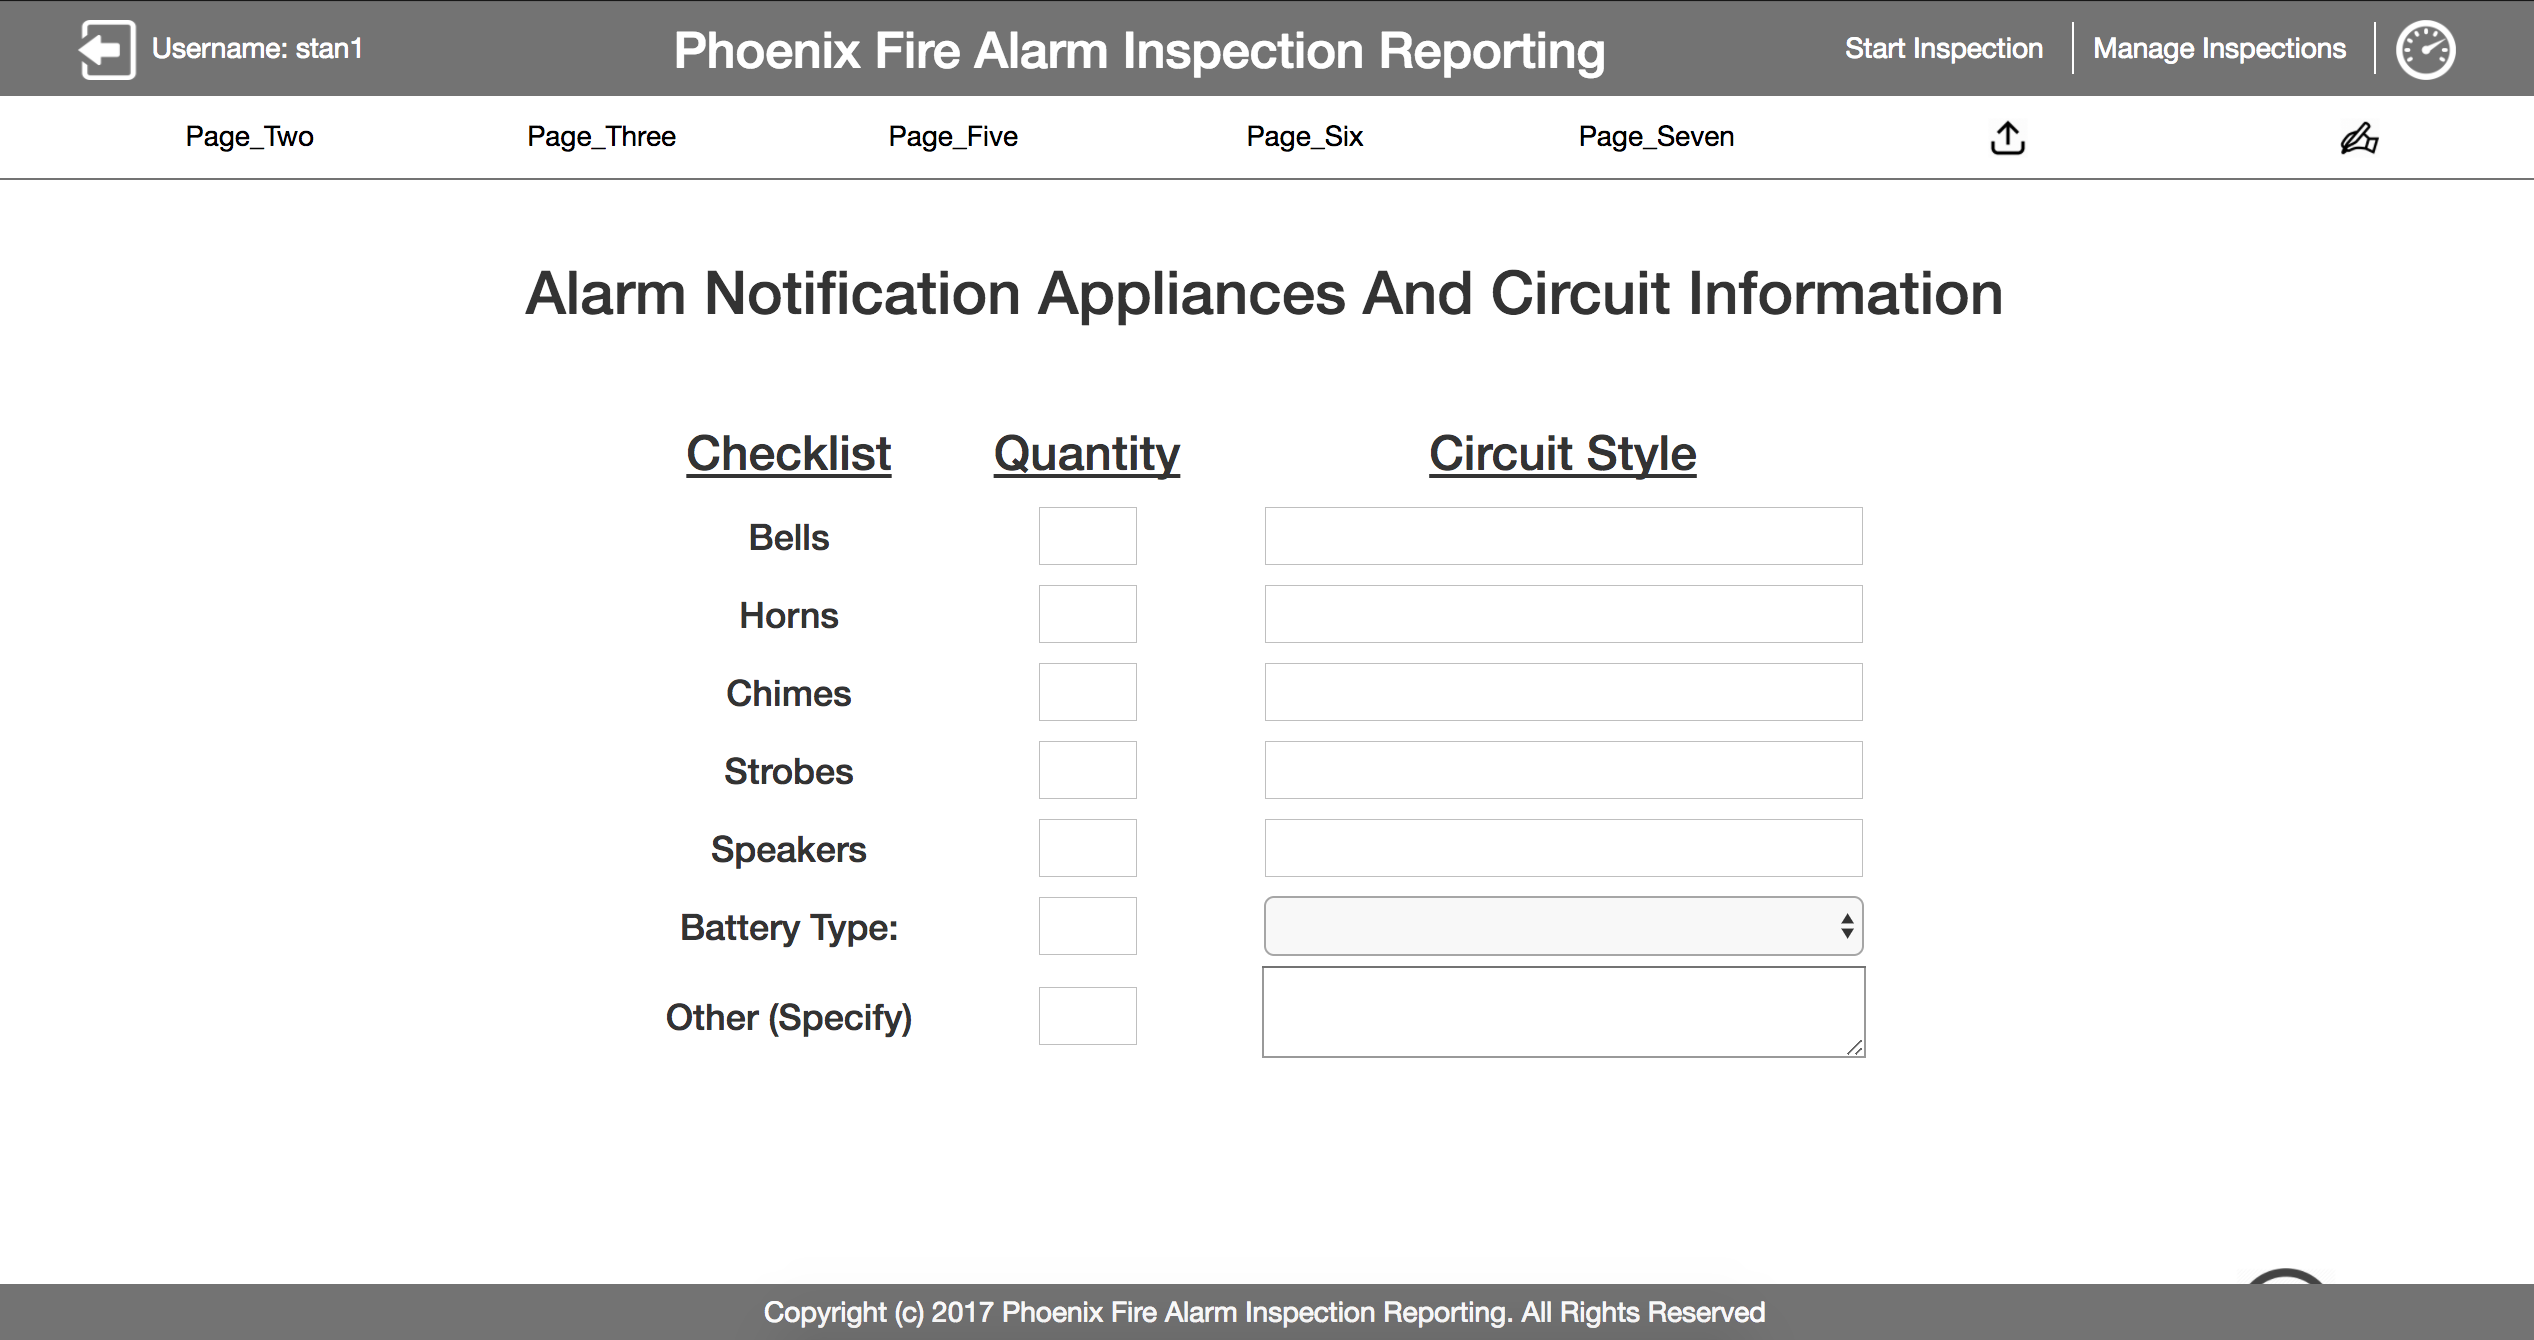 Username: stan1
Phoenix Fire Alarm Inspection Reporting
Start Inspection
Manage Inspections
Page_Two
Page_Three
Page_Five
Page_Six
Page_Seven
Alarm Notification Appliances And Circuit Information
Checklist
Quantity
Circuit Style
Bells
Horns
Chimes
Strobes
Speakers
Battery Type:
Other (Specify)
Copyright (c) 2017 Phoenix Fire Alarm Inspection Reporting. All Rights Reserved